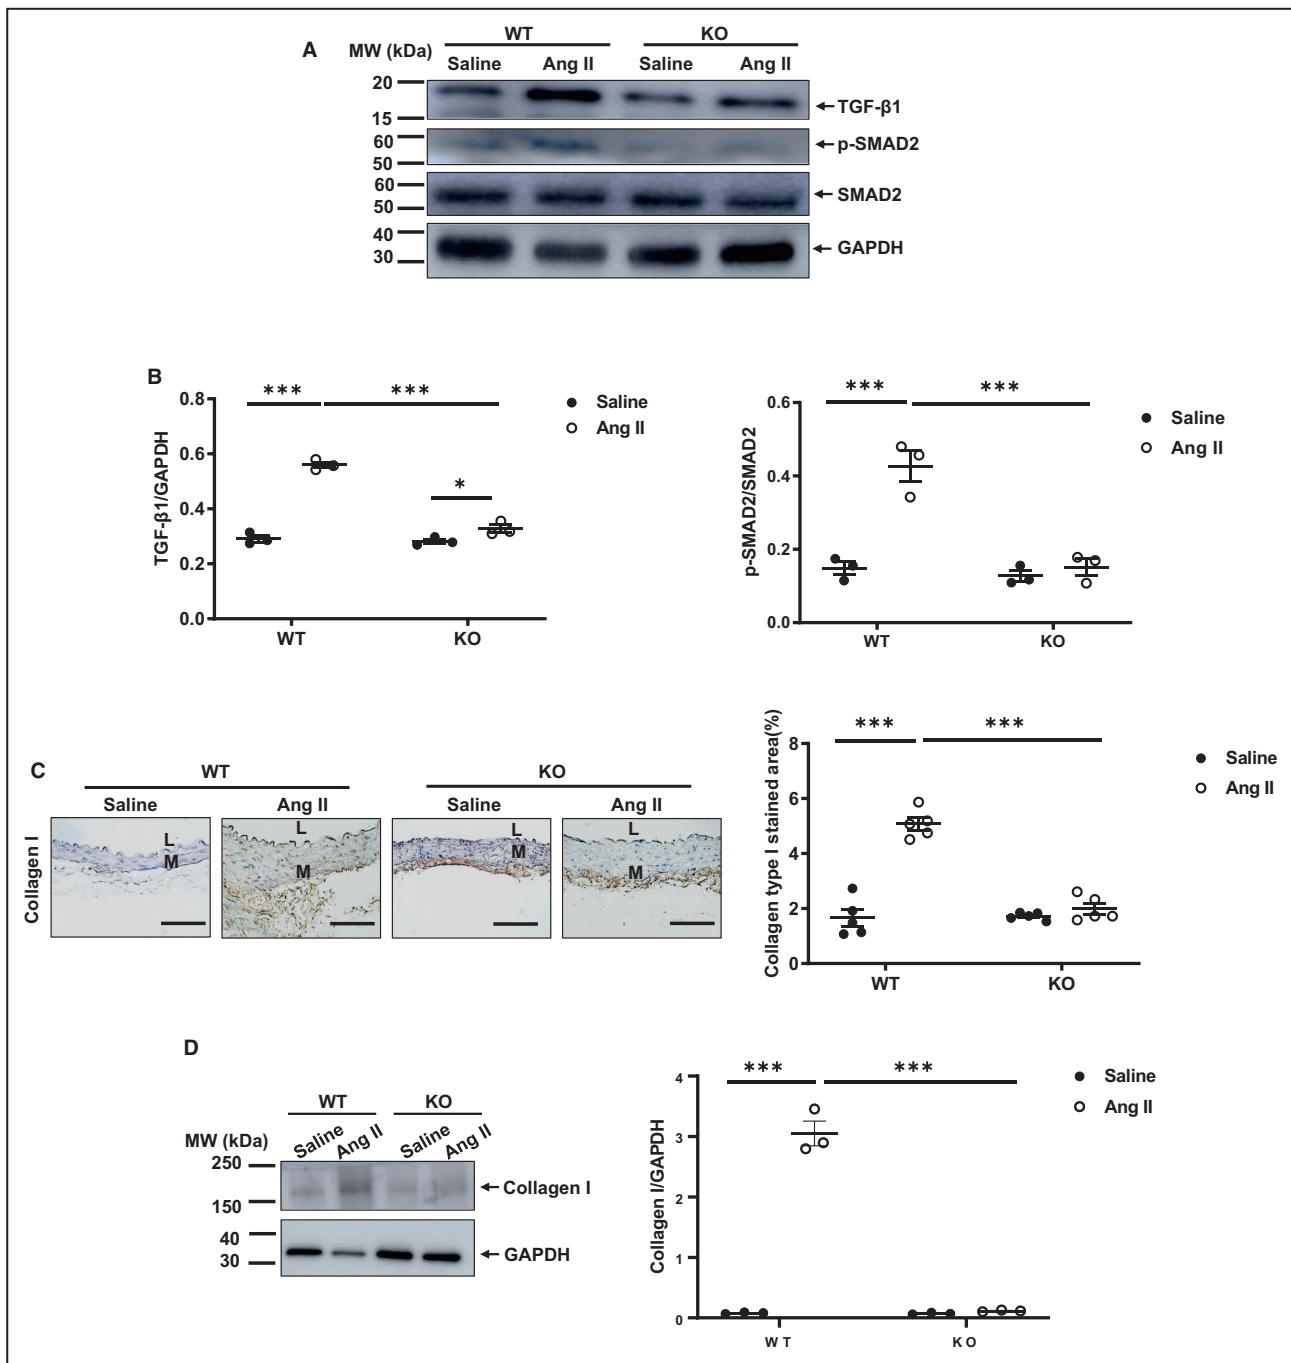 A
MW (kDa)
WT KO
Saline Ang II Saline Ang II
20
15
TGF-β1
60
50
p-SMAD2
60
50
SMAD2
40
30
GAPDH
B
TGF-β1/GAPDH
0.8
0.6
0.4
0.2
0.0
*** ***
*
WT KO
Saline
Ang II
p-SMAD2/SMAD2
0.6
0.4
0.2
0.0
*** ***
WT KO
Saline
Ang II
C
WT KO
Saline Ang II Saline Ang II
Collagen I
L
M
L
M
L
M
L
M
Collagen type I stained area(%)
8
6
4
2
0
*** ***
WT KO
Saline
Ang II
D
WT KO
MW (kDa)
Saline Ang II Saline Ang II
250
150
Collagen I
40
30
GAPDH
Collagen I/GAPDH
4
3
2
1
0
*** ***
WT KO
Saline
Ang II